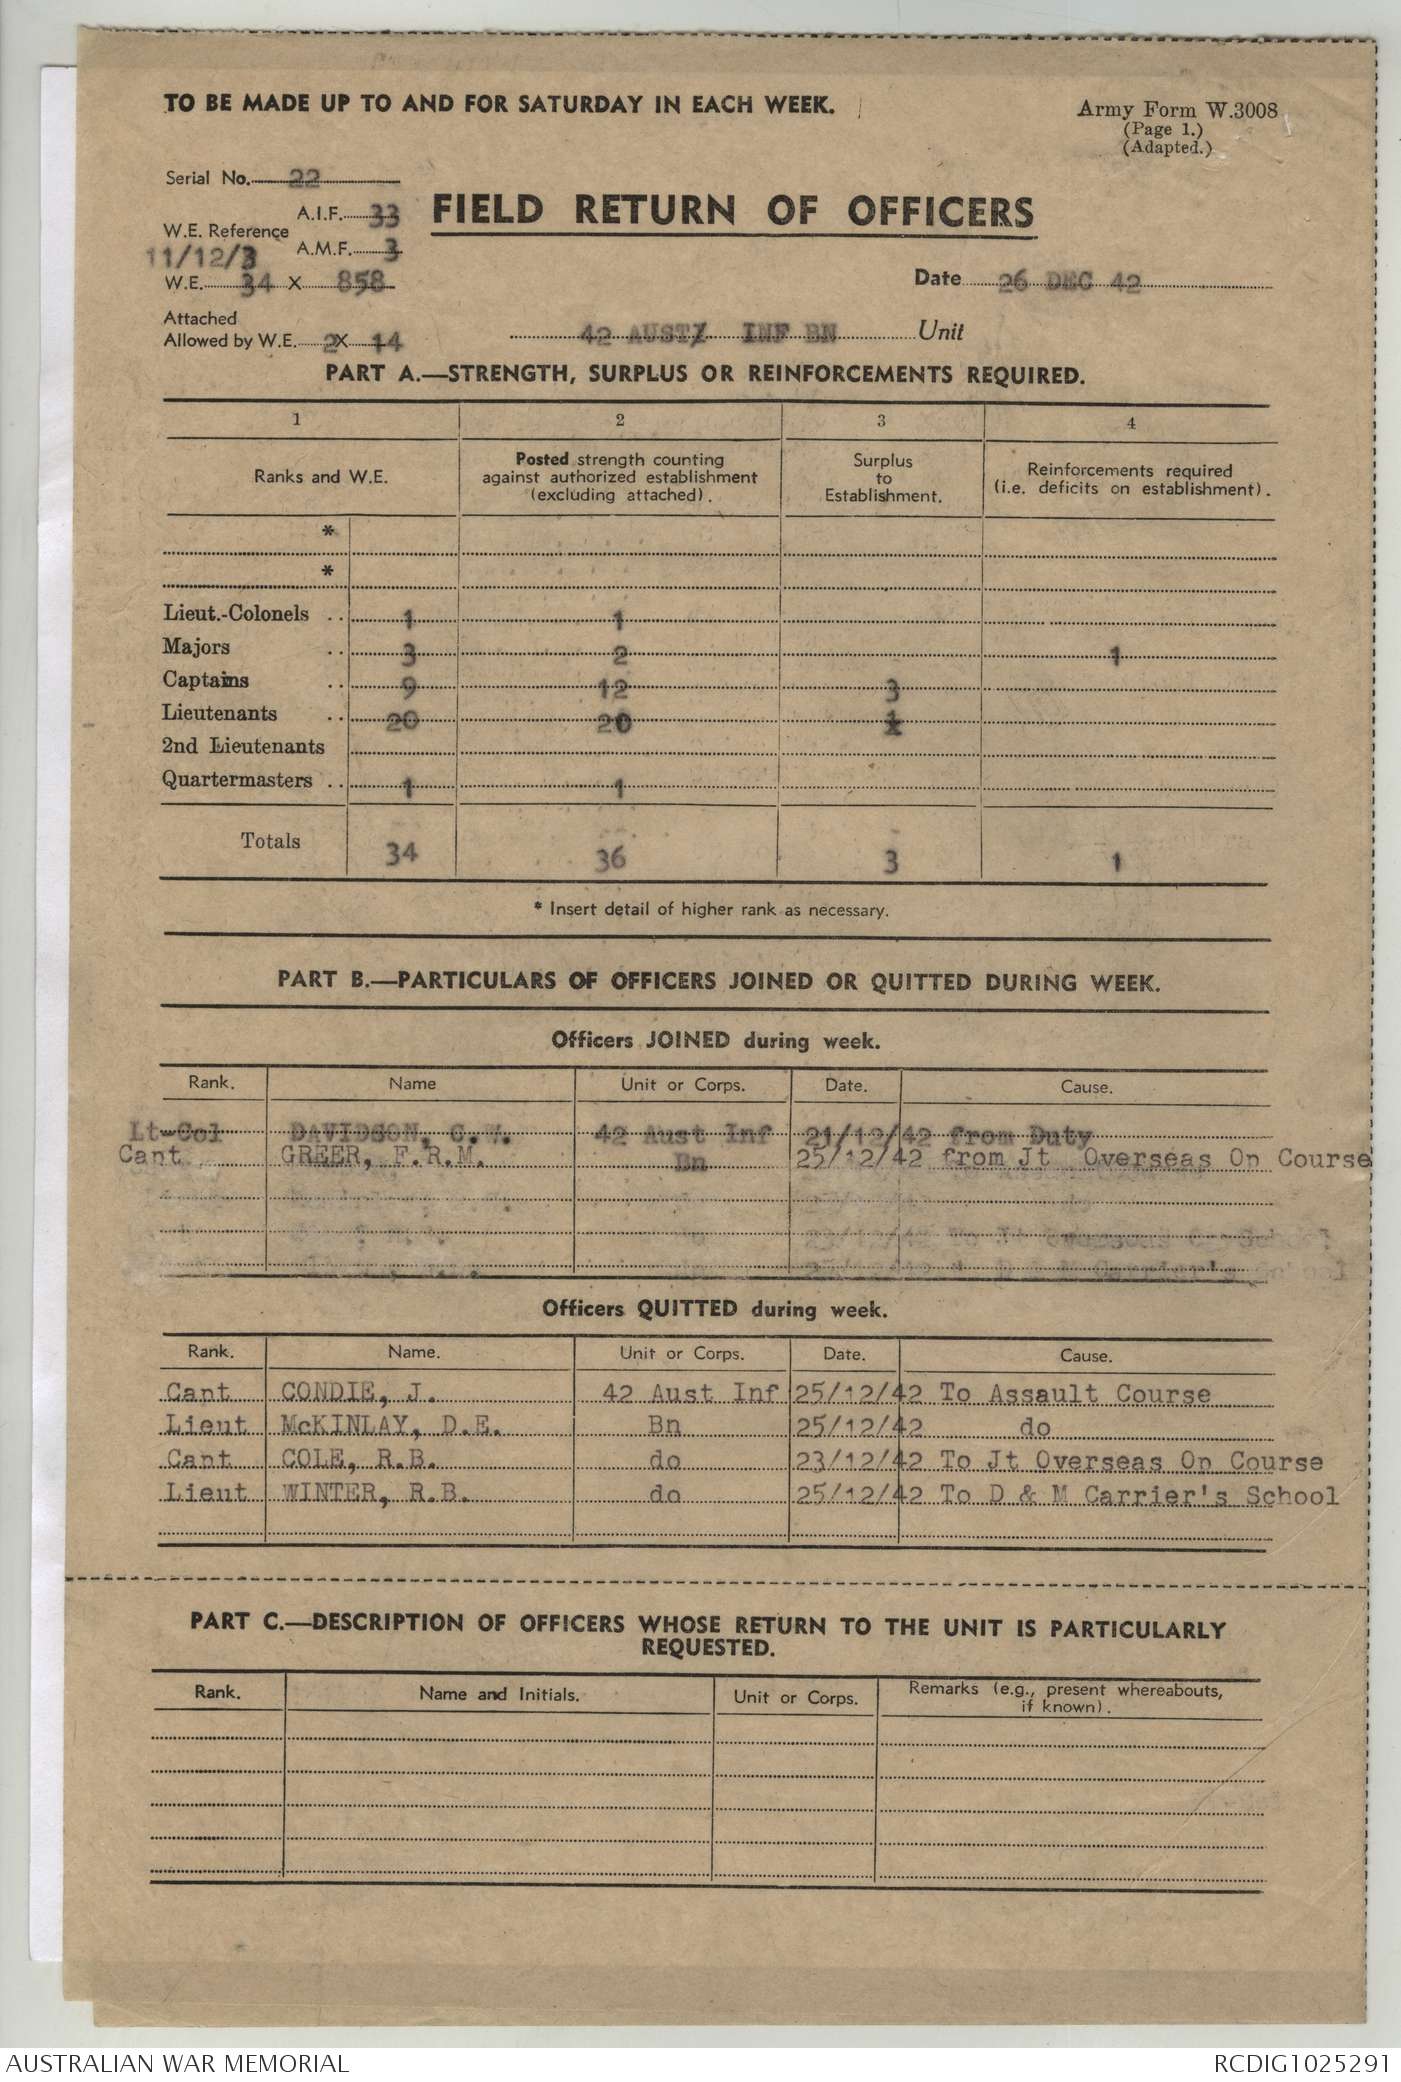 TO BE MADE UP TO AND FOR SATURDAY IN EACH WEEK.
Army Form W.3008
(Page 1.)
(Adapted.)
Serial No. 22
W.E. Reference A.I.F. 33
11/12/3 A.M.F. 3
W.E. 34 X 858
FIELD RETURN OF OFFICERS
Date 26 DEC 42
Attached
Allowed by W.E. 2X 14
42 AUST/ INF BN Unit
PART A.—STRENGTH, SURPLUS OR REINFORCEMENTS REQUIRED.
1 2 3 4
Ranks and W.E.
Posted strength counting
against authorized establishment
(excluding attached).
Surplus
to
Establishment.
Reinforcements required
(i.e. deficits on establishment).
*
*
Lieut.-Colonels .. 1 1
Majors .. 3 2 1
Captains .. 9 12 3
Lieutenants .. 20 20
2nd Lieutenants
Quartermasters .. 1 1
Totals 34 36 3 1
* Insert detail of higher rank as necessary.
PART B.—PARTICULARS OF OFFICERS JOINED OR QUITTED DURING WEEK.
Officers JOINED during week.
Rank. Name Unit or Corps. Date. Cause.
Lt-Col DAVIDSON, C.W. 42 Aust Inf 21/12/42 from Duty
Capt GREER, F.R.M. Bn 25/12/42 from Jt Overseas Op Course
Officers QUITTED during week.
Rank. Name. Unit or Corps. Date. Cause.
Capt CONDIE, J. 42 Aust Inf 25/12/42 To Assault Course
Lieut McKINLAY, D.E. Bn 25/12/42 do
Capt COLE, R.B. do 23/12/42 To Jt Overseas Op Course
Lieut WINTER, R.B. do 25/12/42 To D & M Carrier's School
PART C.—DESCRIPTION OF OFFICERS WHOSE RETURN TO THE UNIT IS PARTICULARLY
REQUESTED.
Rank. Name and Initials. Unit or Corps. Remarks (e.g., present whereabouts,
if known).
AUSTRALIAN WAR MEMORIAL
RCDIG1025291